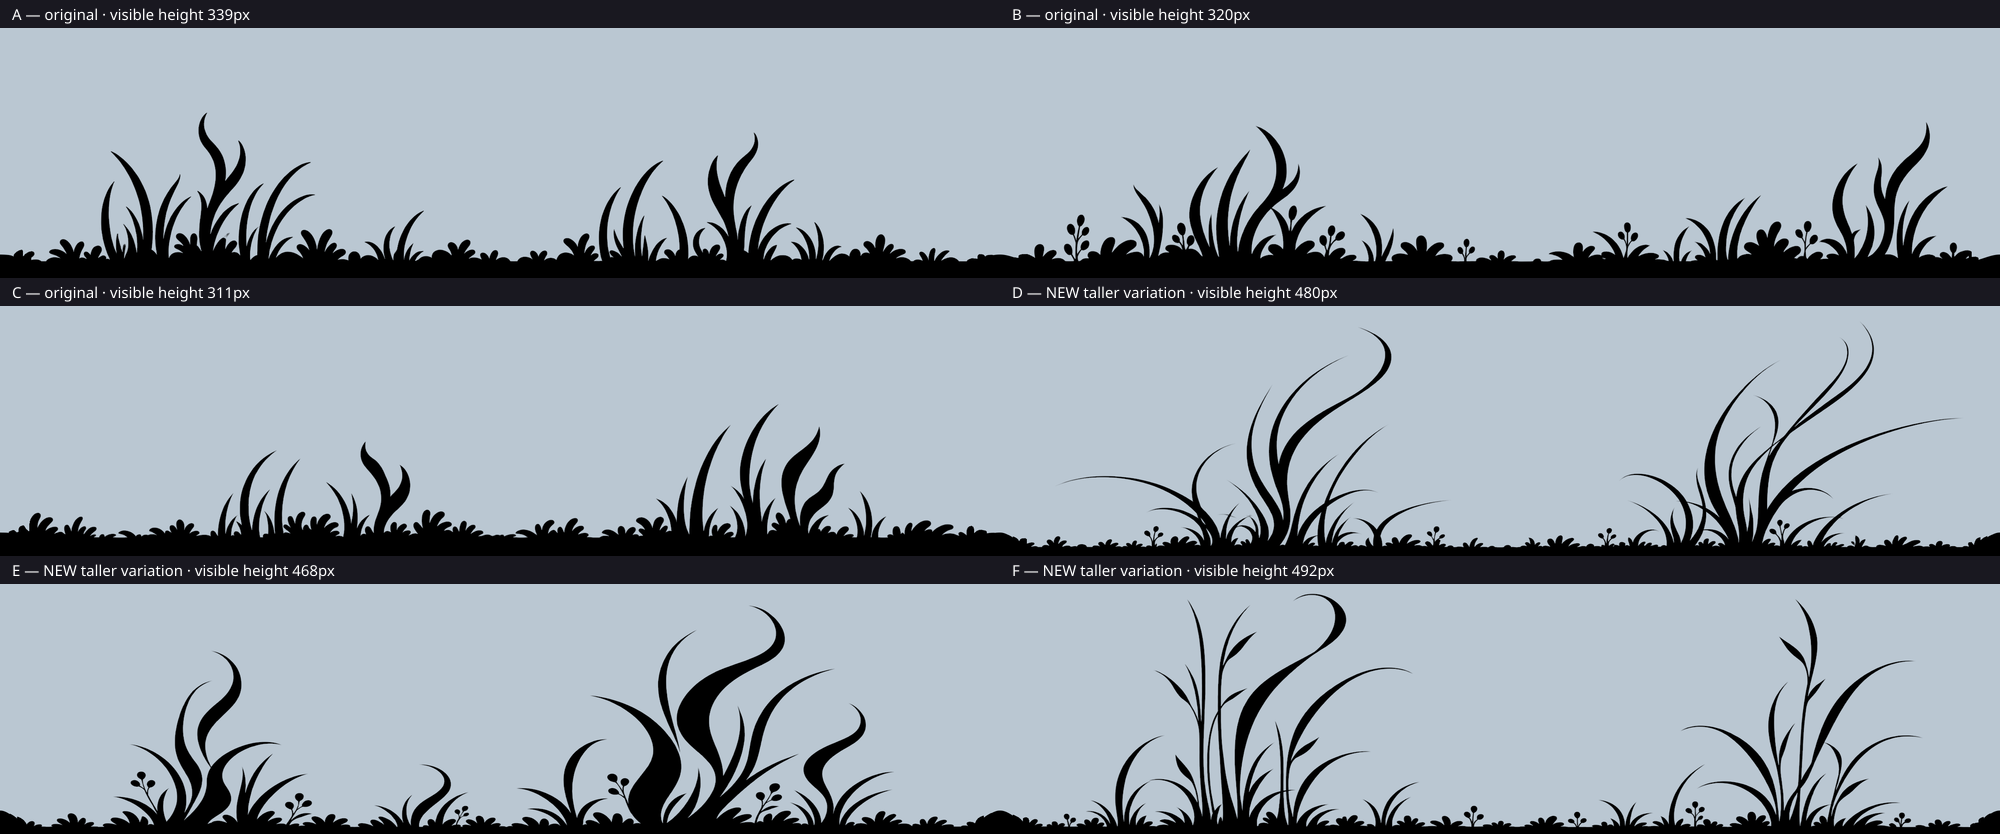 A — original · visible height 339px
B — original · visible height 320px
C — original · visible height 311px
D — NEW taller variation · visible height 480px
E — NEW taller variation · visible height 468px
F — NEW taller variation · visible height 492px